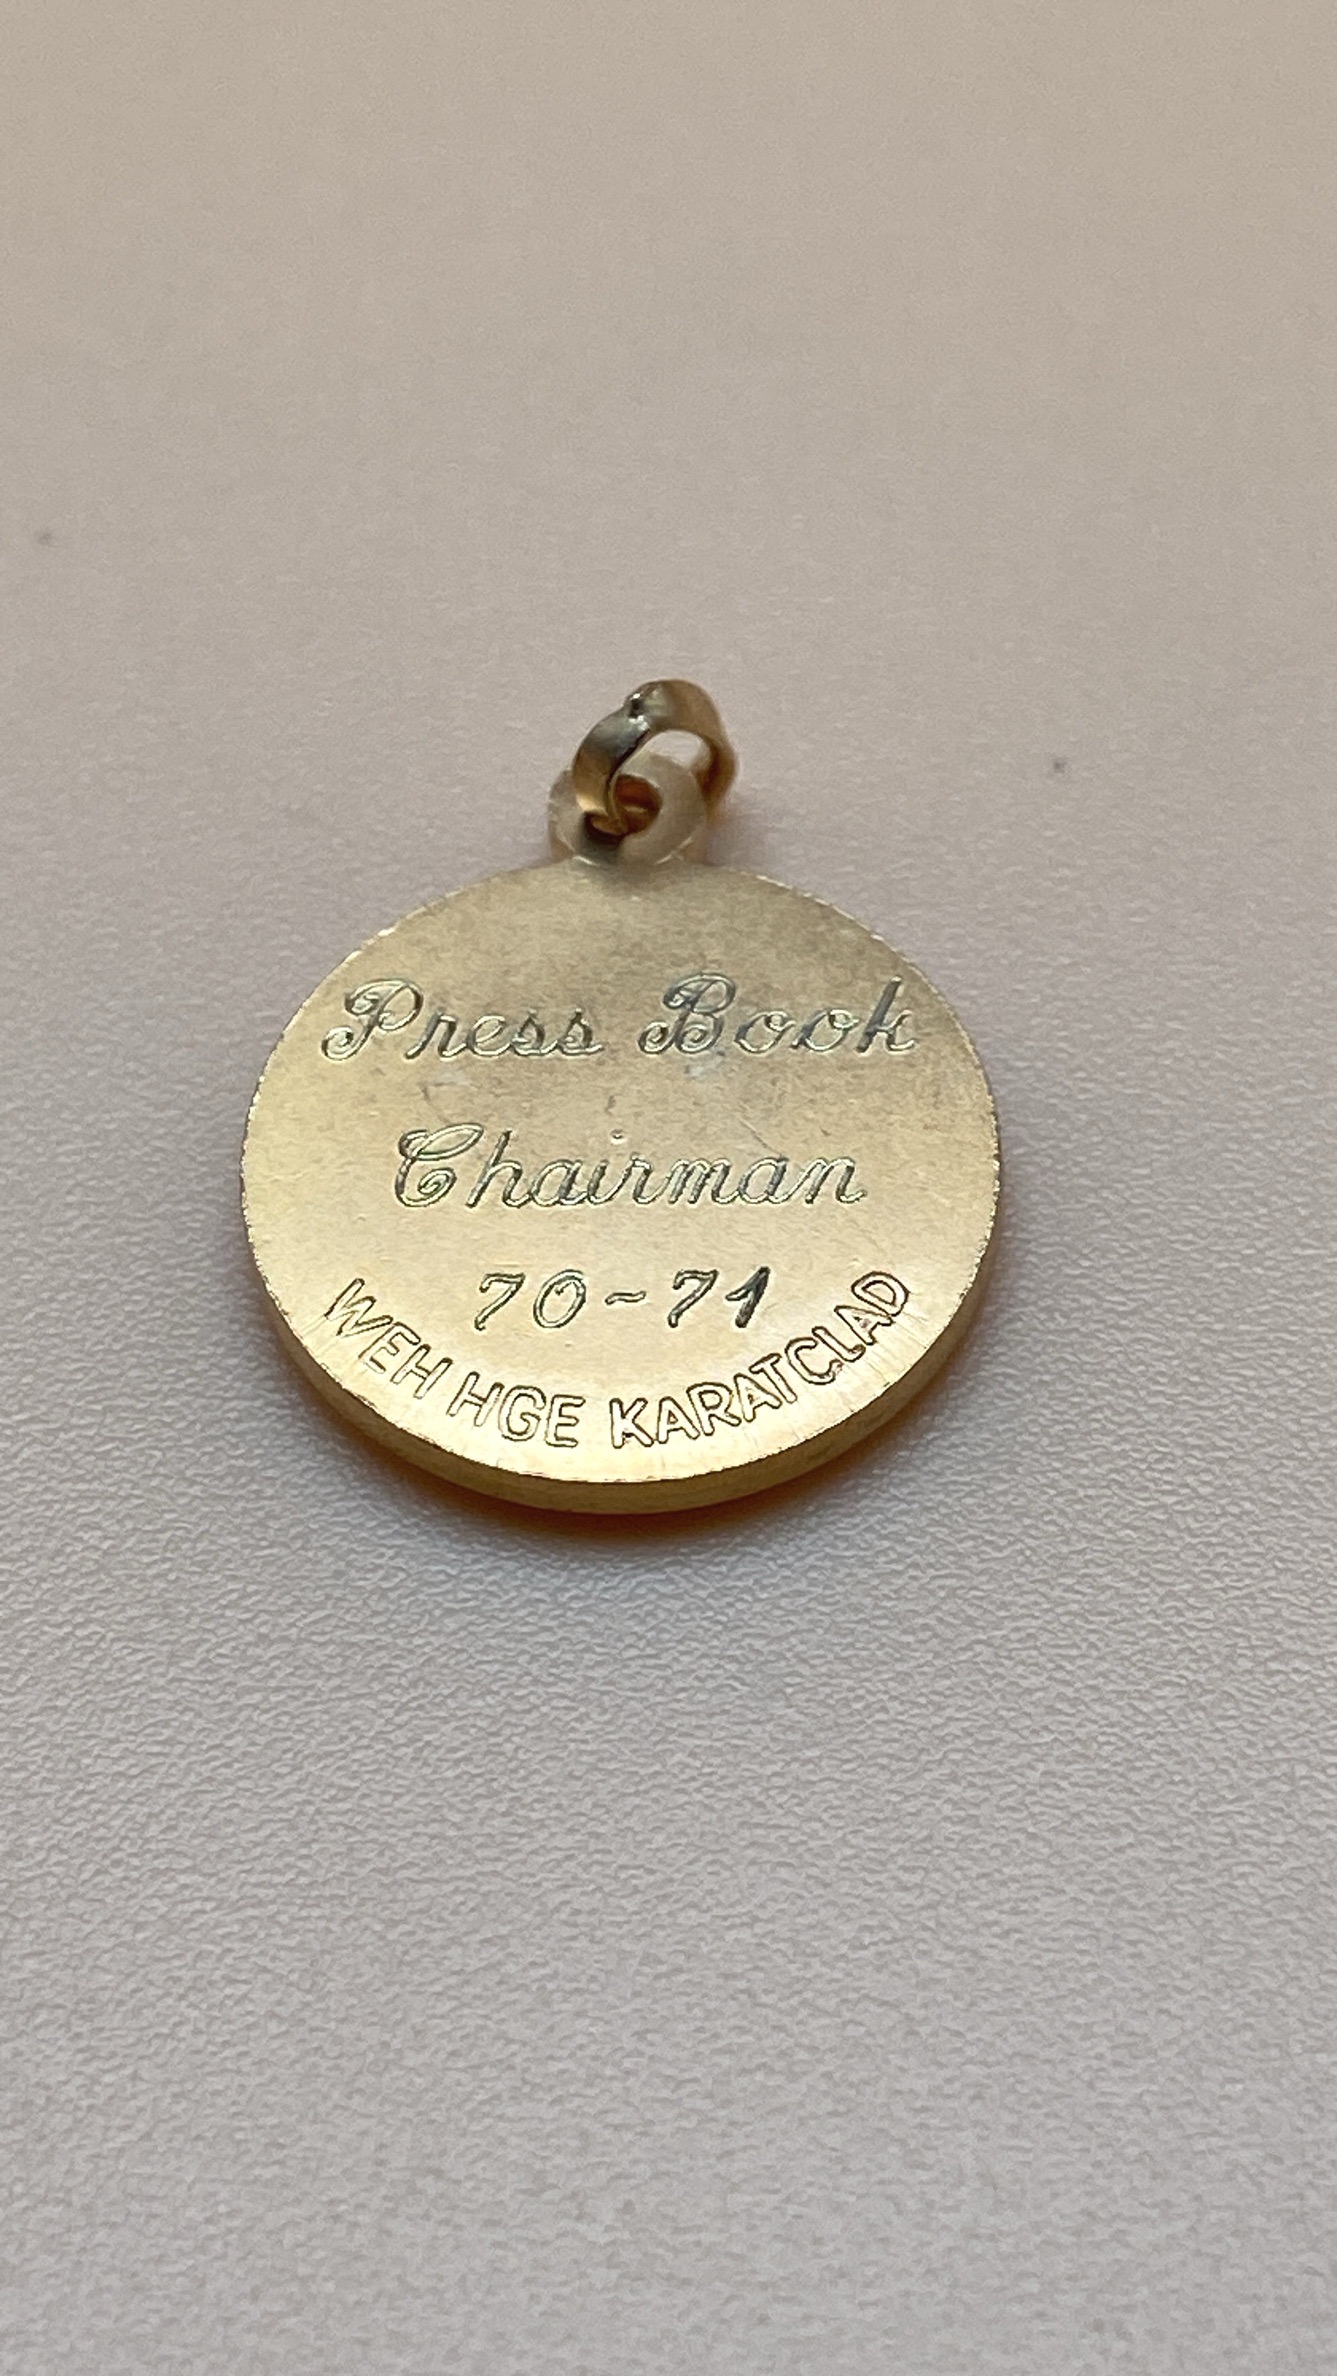 Press Book
Chairman
70-71
WEH HGE KARATCLAD